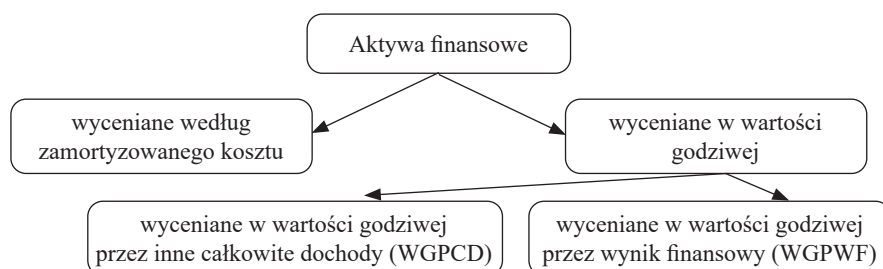 Aktywa finansowe
wyceniane według
zamortyzowanego kosztu
wyceniane w wartości
godziwej
wyceniane w wartości godziwej
przez inne całkowite dochody (WGPCD)
wyceniane w wartości godziwej
przez wynik finansowy (WGPWF)